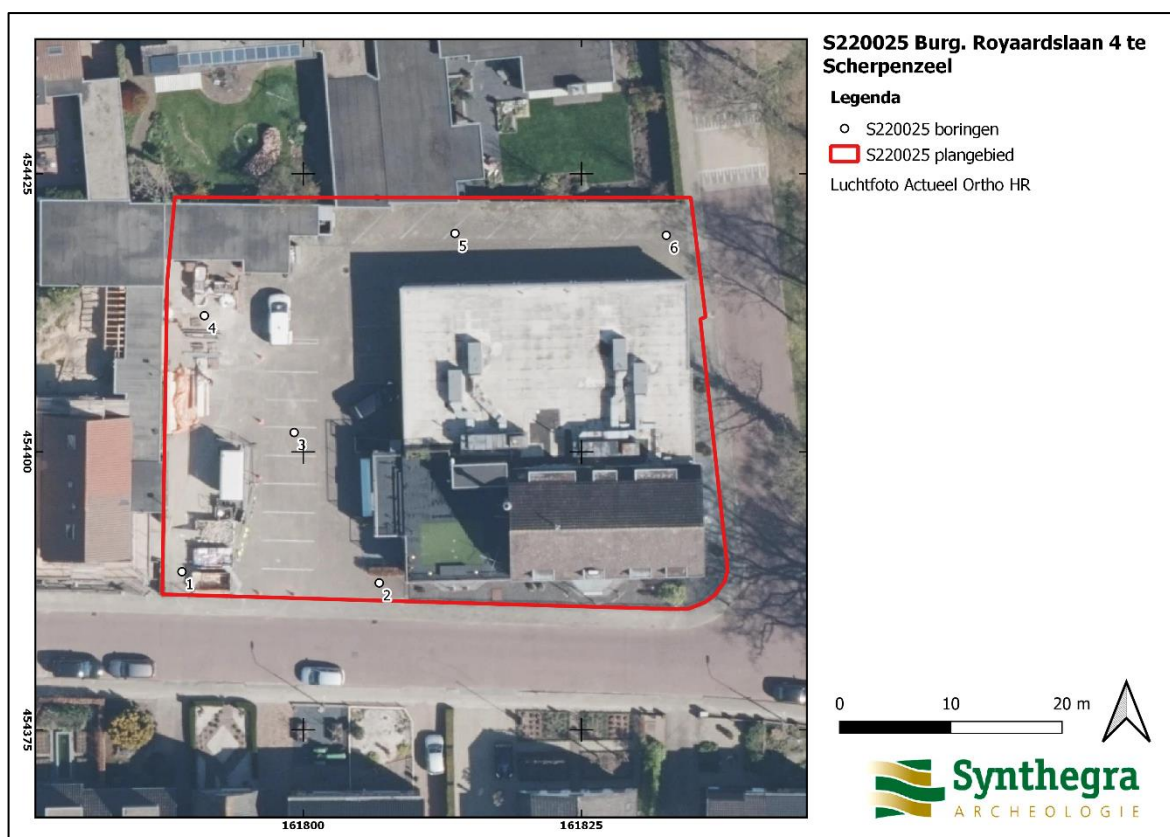 S220025 Burg. Royaardslaan 4 te
Scherpenzeel
Legenda
S220025 boringen
S220025 plangebied
Luchtfoto Actueel Ortho HR
454425
454400
454375
5
6
4
3
1
2
161800
161825
0 10 20 m
Synthegra
ARCHEOLOGIE